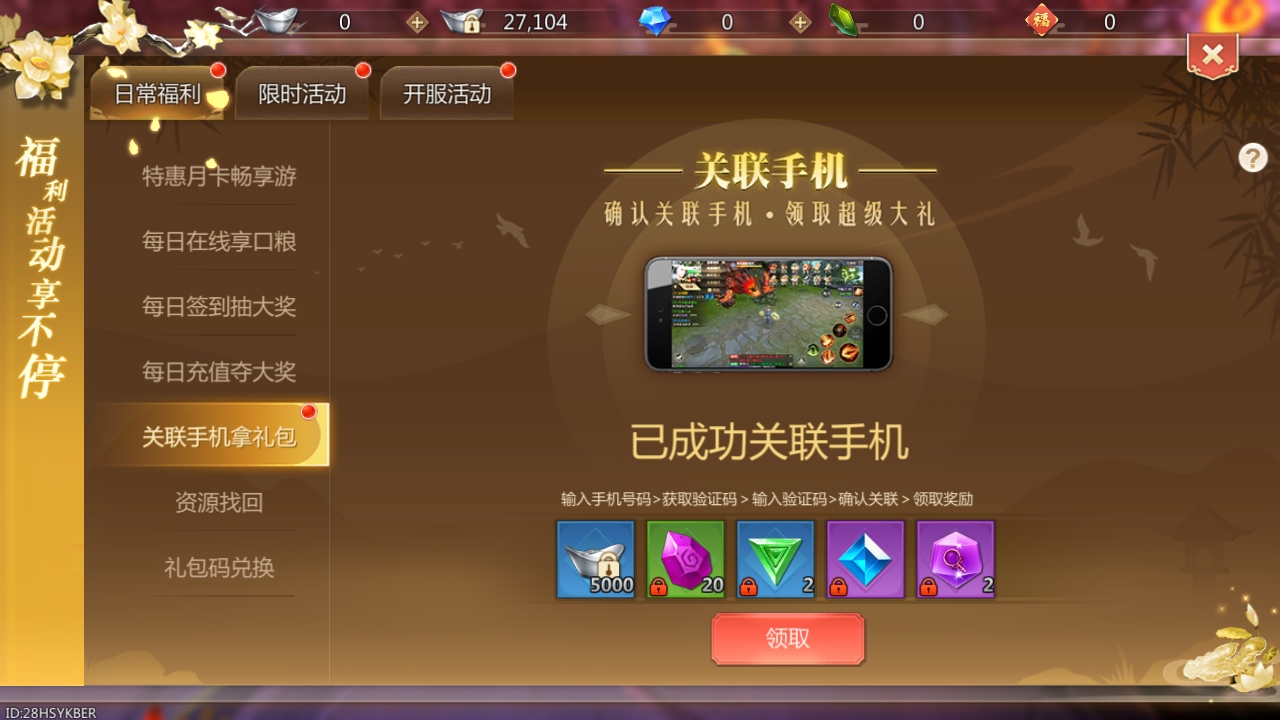 0
27,104
0
0
福
0
日常福利
限时活动
开服活动
福利活动享不停
特惠月卡畅享游
每日在线享口粮
每日签到抽大奖
每日充值夺大奖
关联手机拿礼包
资源找回
礼包码兑换
关联手机
确认关联手机·领取超级大礼
已成功关联手机
输入手机号码>获取验证码>输入验证码>确认关联>领取奖励
5000
20
2
2
领取
?
ID:28HSYKBER